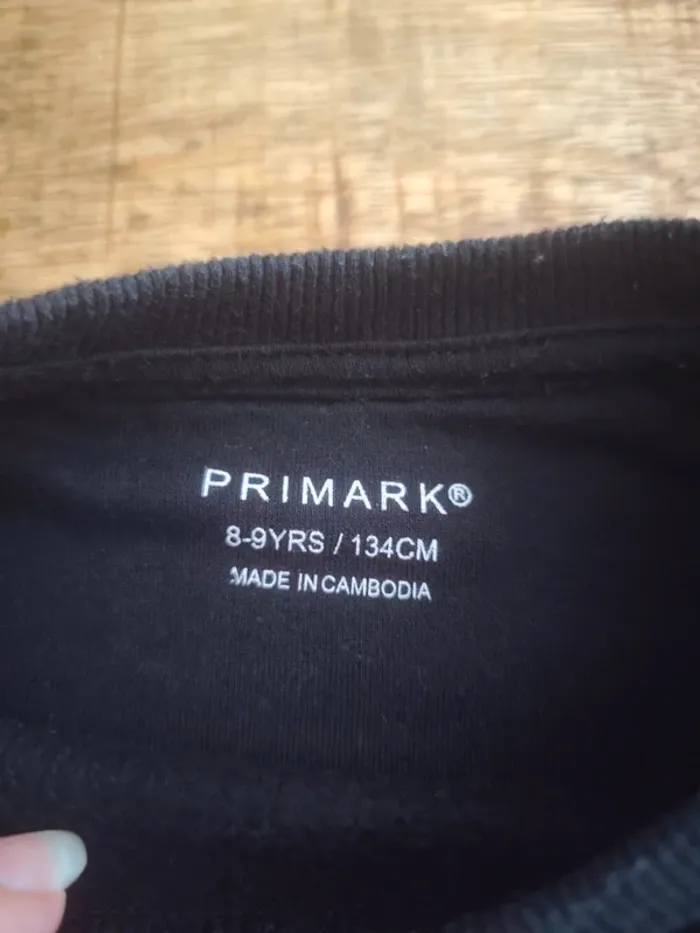 PRIMARK®
8-9YRS / 134CM
MADE IN CAMBODIA